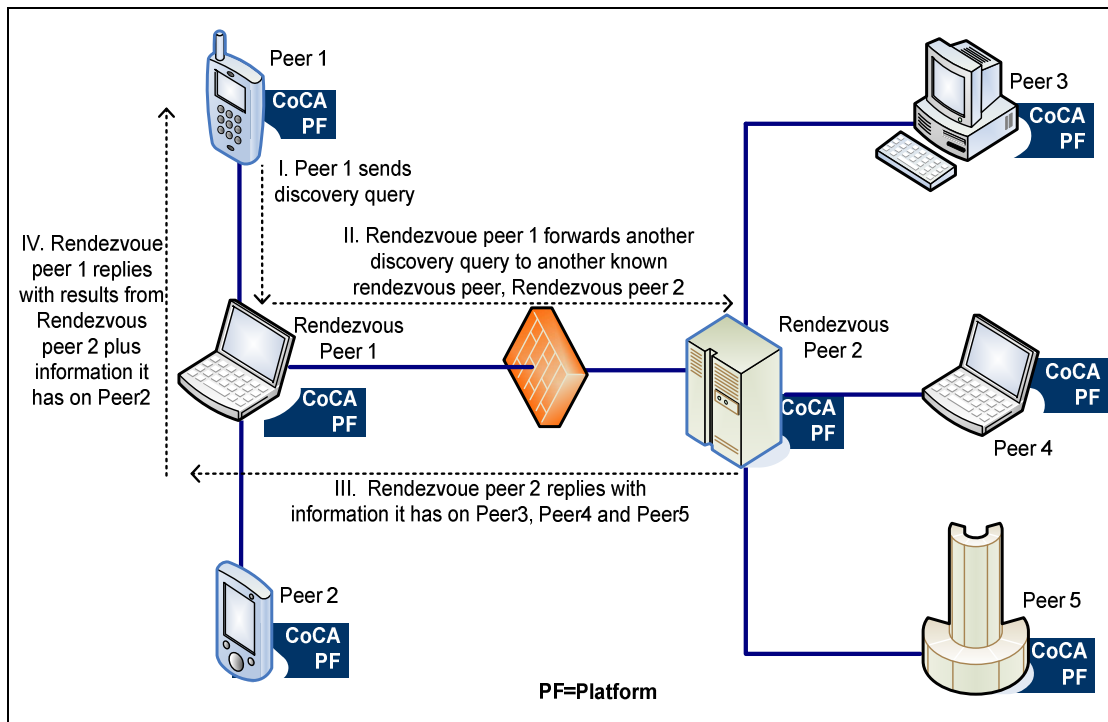 Peer 1
CoCA
PF
I. Peer 1 sends
discovery query
II. Rendezvoue peer 1 forwards another
discovery query to another known
rendezvous peer, Rendezvous peer 2
IV. Rendezvoue
peer 1 replies
with results from
Rendezvous
peer 2 plus
information it
has on Peer2
Rendezvous
Peer 1
CoCA
PF
Rendezvous
Peer 2
CoCA
PF
Peer 3
CoCA
PF
CoCA
PF
Peer 4
III. Rendezvoue peer 2 replies with
information it has on Peer3, Peer4 and Peer5
Peer 2
CoCA
PF
Peer 5
CoCA
PF
PF=Platform